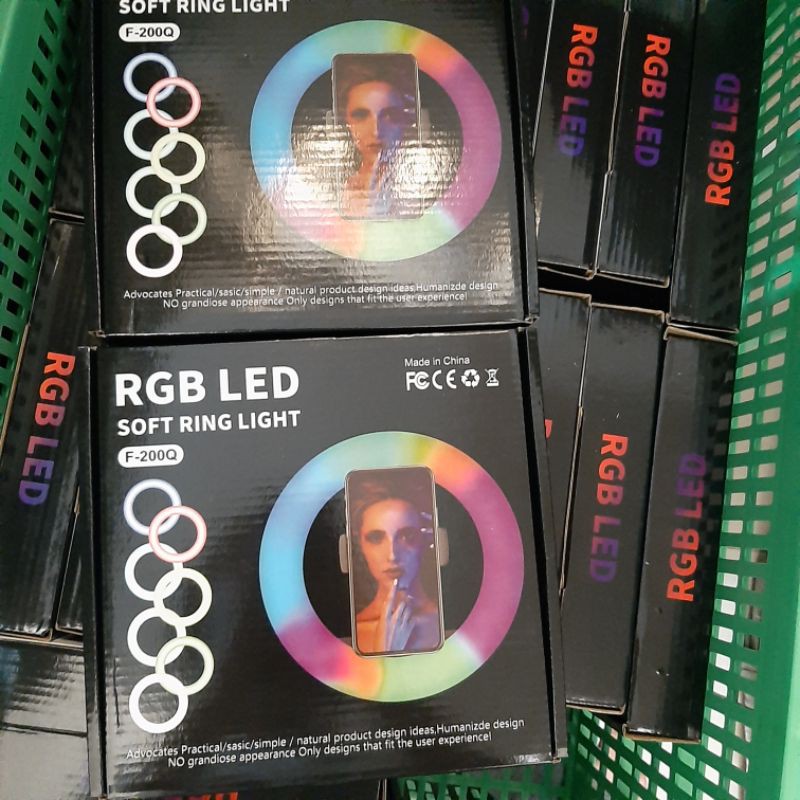 SOFT RING LIGHT
F-200Q
Advocates Practical/sasic/simple / natural product design ideas,Humanizde design
NO grandiose appearance Only designs that fit the user experience!
RGB LED
SOFT RING LIGHT
F-200Q
Made in China
FC CE
Advocates Practical/sasic/simple / natural product design ideas,Humanizde design
NO grandiose appearance Only designs that fit the user experience!
RGB LED
RGB LED
RGB LED
RGB LED
RGB LED
RGB LED
RGB